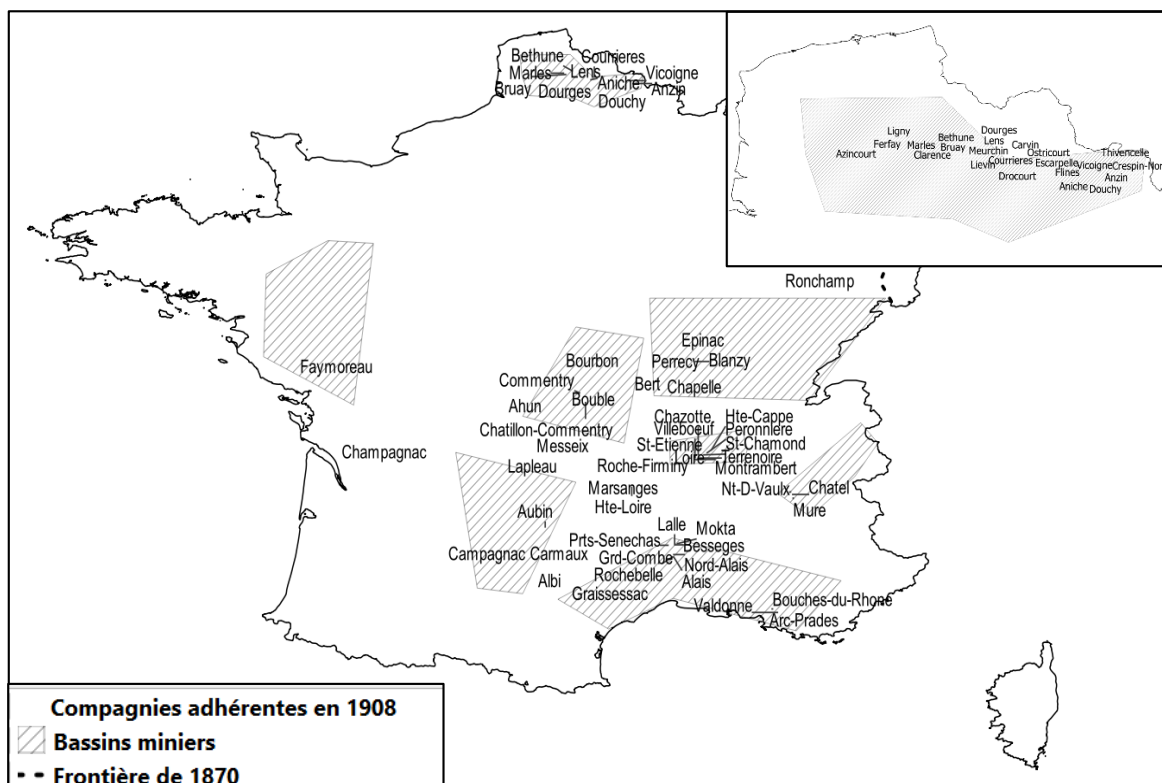 Bethune
Courrieres
Marles
Lens
Vicoigne
Bruay
Dourges
Aniche
Anzin
Douchy
Dourges
Ligny
Bethune
Lens
Carvin
Ferfay
Marles
Bruay
Meurchin
Ostricourt
Thivencelle
Azincourt
Clarence
Courrieres
Lievin
Escarpelle
Vicoigne
Crespin-Nor
Drocourt
Flines
Anzin
Aniche
Douchy
Ronchamp
Epinac
Faymoreau
Bourbon
Perrecy
Blanzy
Commentry
Bert
Chapelle
Ahun
Bouble
Chazotte
Hte-Cappe
Chatillon-Commentry
Villeboeuf
Peronnière
Messeix
St-Etienne
St-Chamond
Champagnac
Loire
Terrenoire
Lapleau
Roche-Firminy
Montrambert
Marsanges
Nt-D-Vaulx
Chatel
Hte-Loire
Mure
Aubin
Lalle
Mokta
Prts-Senechas
Besseges
Campagnac
Carmaux
Grd-Combe
Nord-Alais
Albi
Rochebelle
Alais
Graissessac
Valdonne
Bouches-du-Rhone
Arc-Prades
Compagnies adhérentes en 1908
Bassins miniers
Frontière de 1870